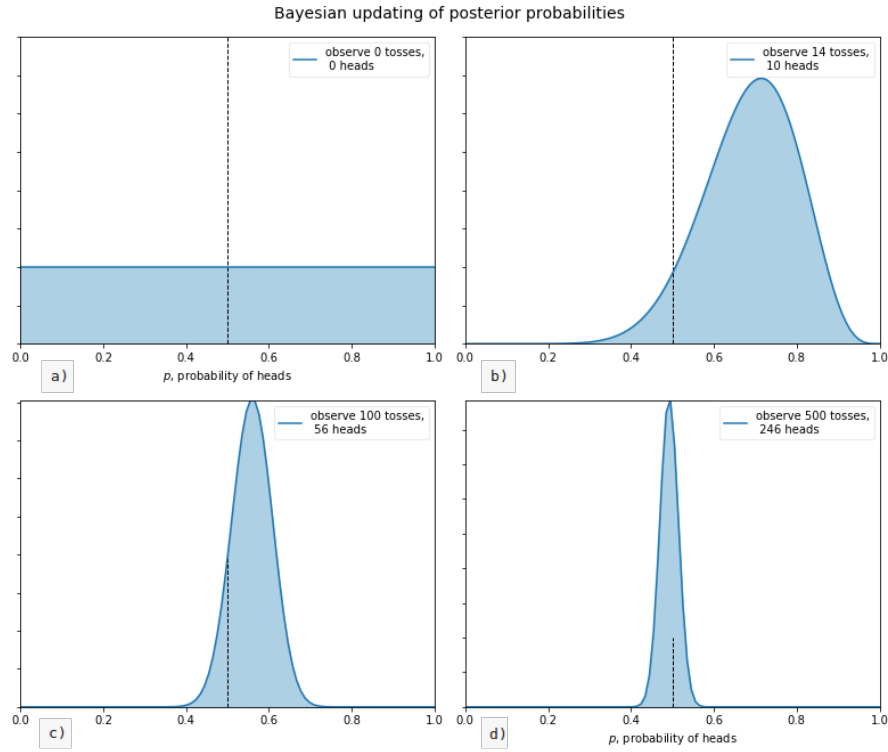 Bayesian updating of posterior probabilities
observe 0 tosses,
0 heads
0.0 0.2 0.4 0.6 0.8 1.0
a)
p, probability of heads
observe 14 tosses,
10 heads
0.0 0.2 0.4 0.6 0.8 1.0
b)
observe 100 tosses,
56 heads
0.0 0.2 0.4 0.6 0.8 1.0
c)
observe 500 tosses,
246 heads
0.0 0.2 0.4 0.6 0.8 1.0
d)
p, probability of heads